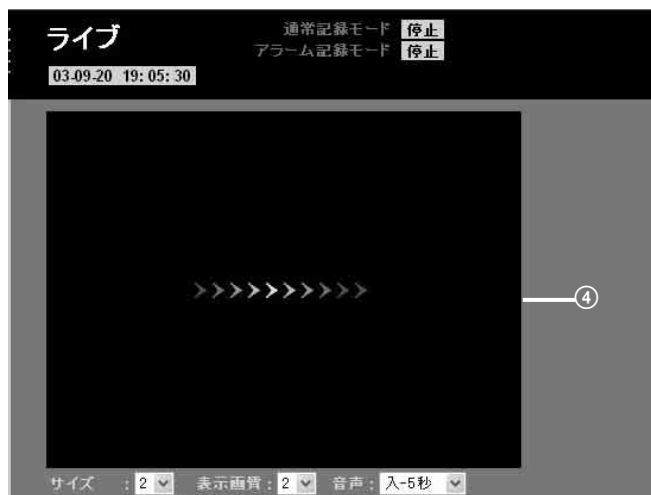 ライブ
通常記録モード 停止
アラーム記録モード 停止
03-09-20 19:05:30
④
サイズ : 2 表示画質 : 2 音声 : 入-5秒